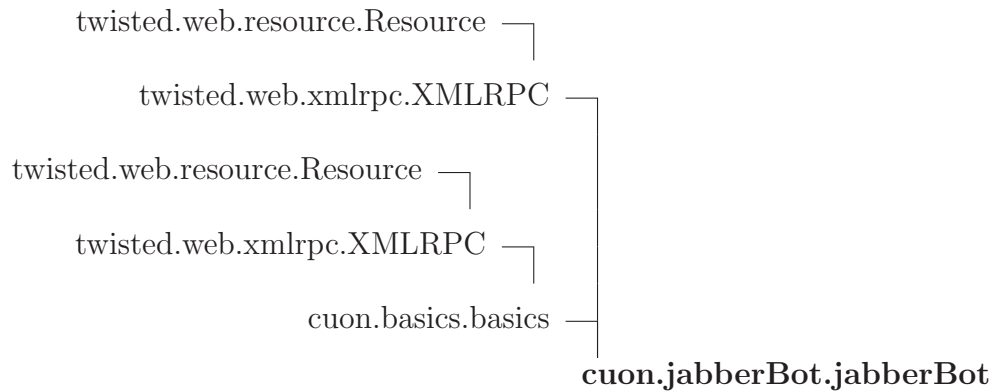 twisted.web.resource.Resource
twisted.web.xmlrpc.XMLRPC
twisted.web.resource.Resource
twisted.web.xmlrpc.XMLRPC
cuon.basics.basics
cuon.jabberBot.jabberBot